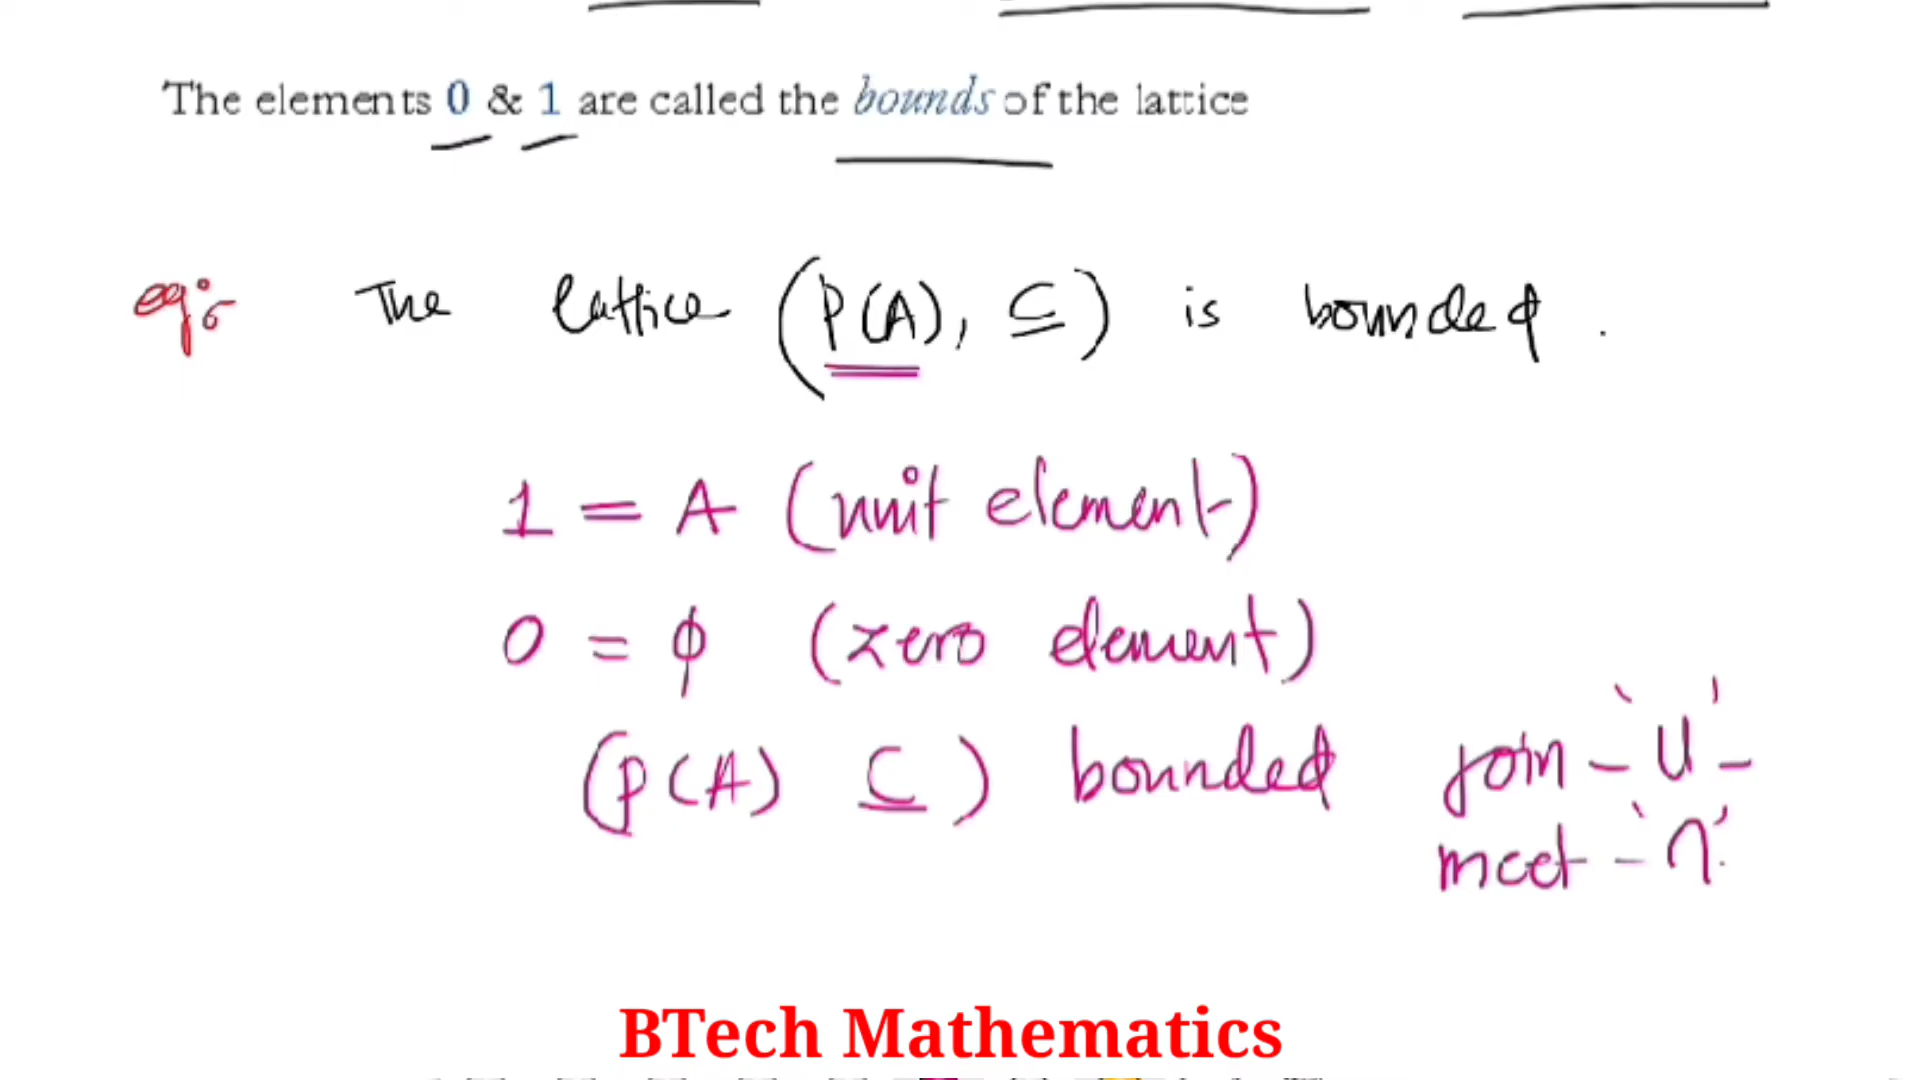 The elements 0 & 1 are called the bounds of the lattice
eg:- The lattice (P(A), ⊆) is bounded.
1 = A (unit element)
0 = ϕ (zero element)
(P(A) ⊆) bounded
join - '∪' -
meet - '∩'
BTech Mathematics